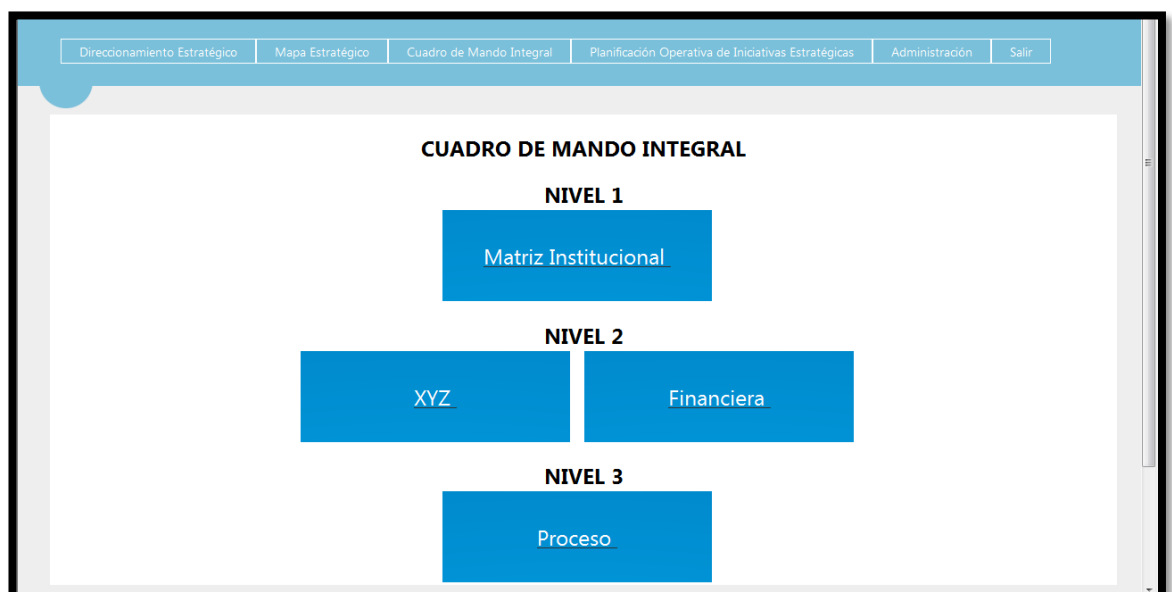 Direccionamiento Estratégico Mapa Estratégico Cuadro de Mando Integral Planificación Operativa de Iniciativas Estratégicas Administración Salir
CUADRO DE MANDO INTEGRAL
NIVEL 1
Matriz Institucional
NIVEL 2
XYZ Financiera
NIVEL 3
Proceso